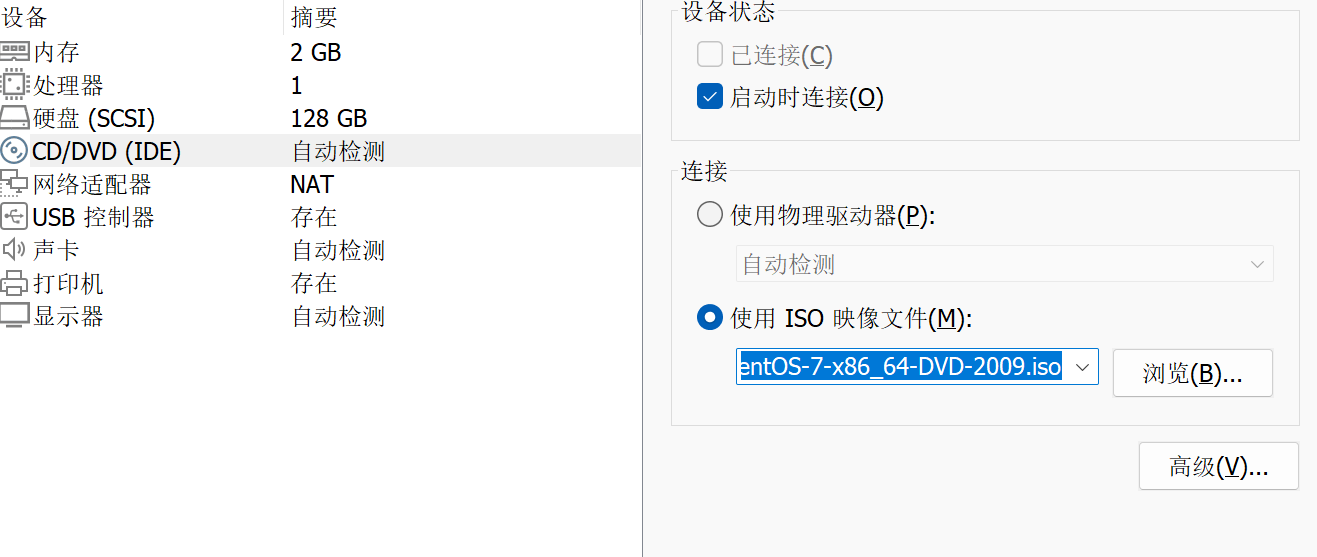 设备 摘要
内存 2 GB
处理器 1
硬盘 (SCSI) 128 GB
CD/DVD (IDE) 自动检测
网络适配器 NAT
USB 控制器 存在
声卡 自动检测
打印机 存在
显示器 自动检测
设备状态
已连接(C)
启动时连接(O)
连接
使用物理驱动器(P):
自动检测
使用 ISO 映像文件(M):
entOS-7-x86_64-DVD-2009.iso
浏览(B)...
高级(V)...